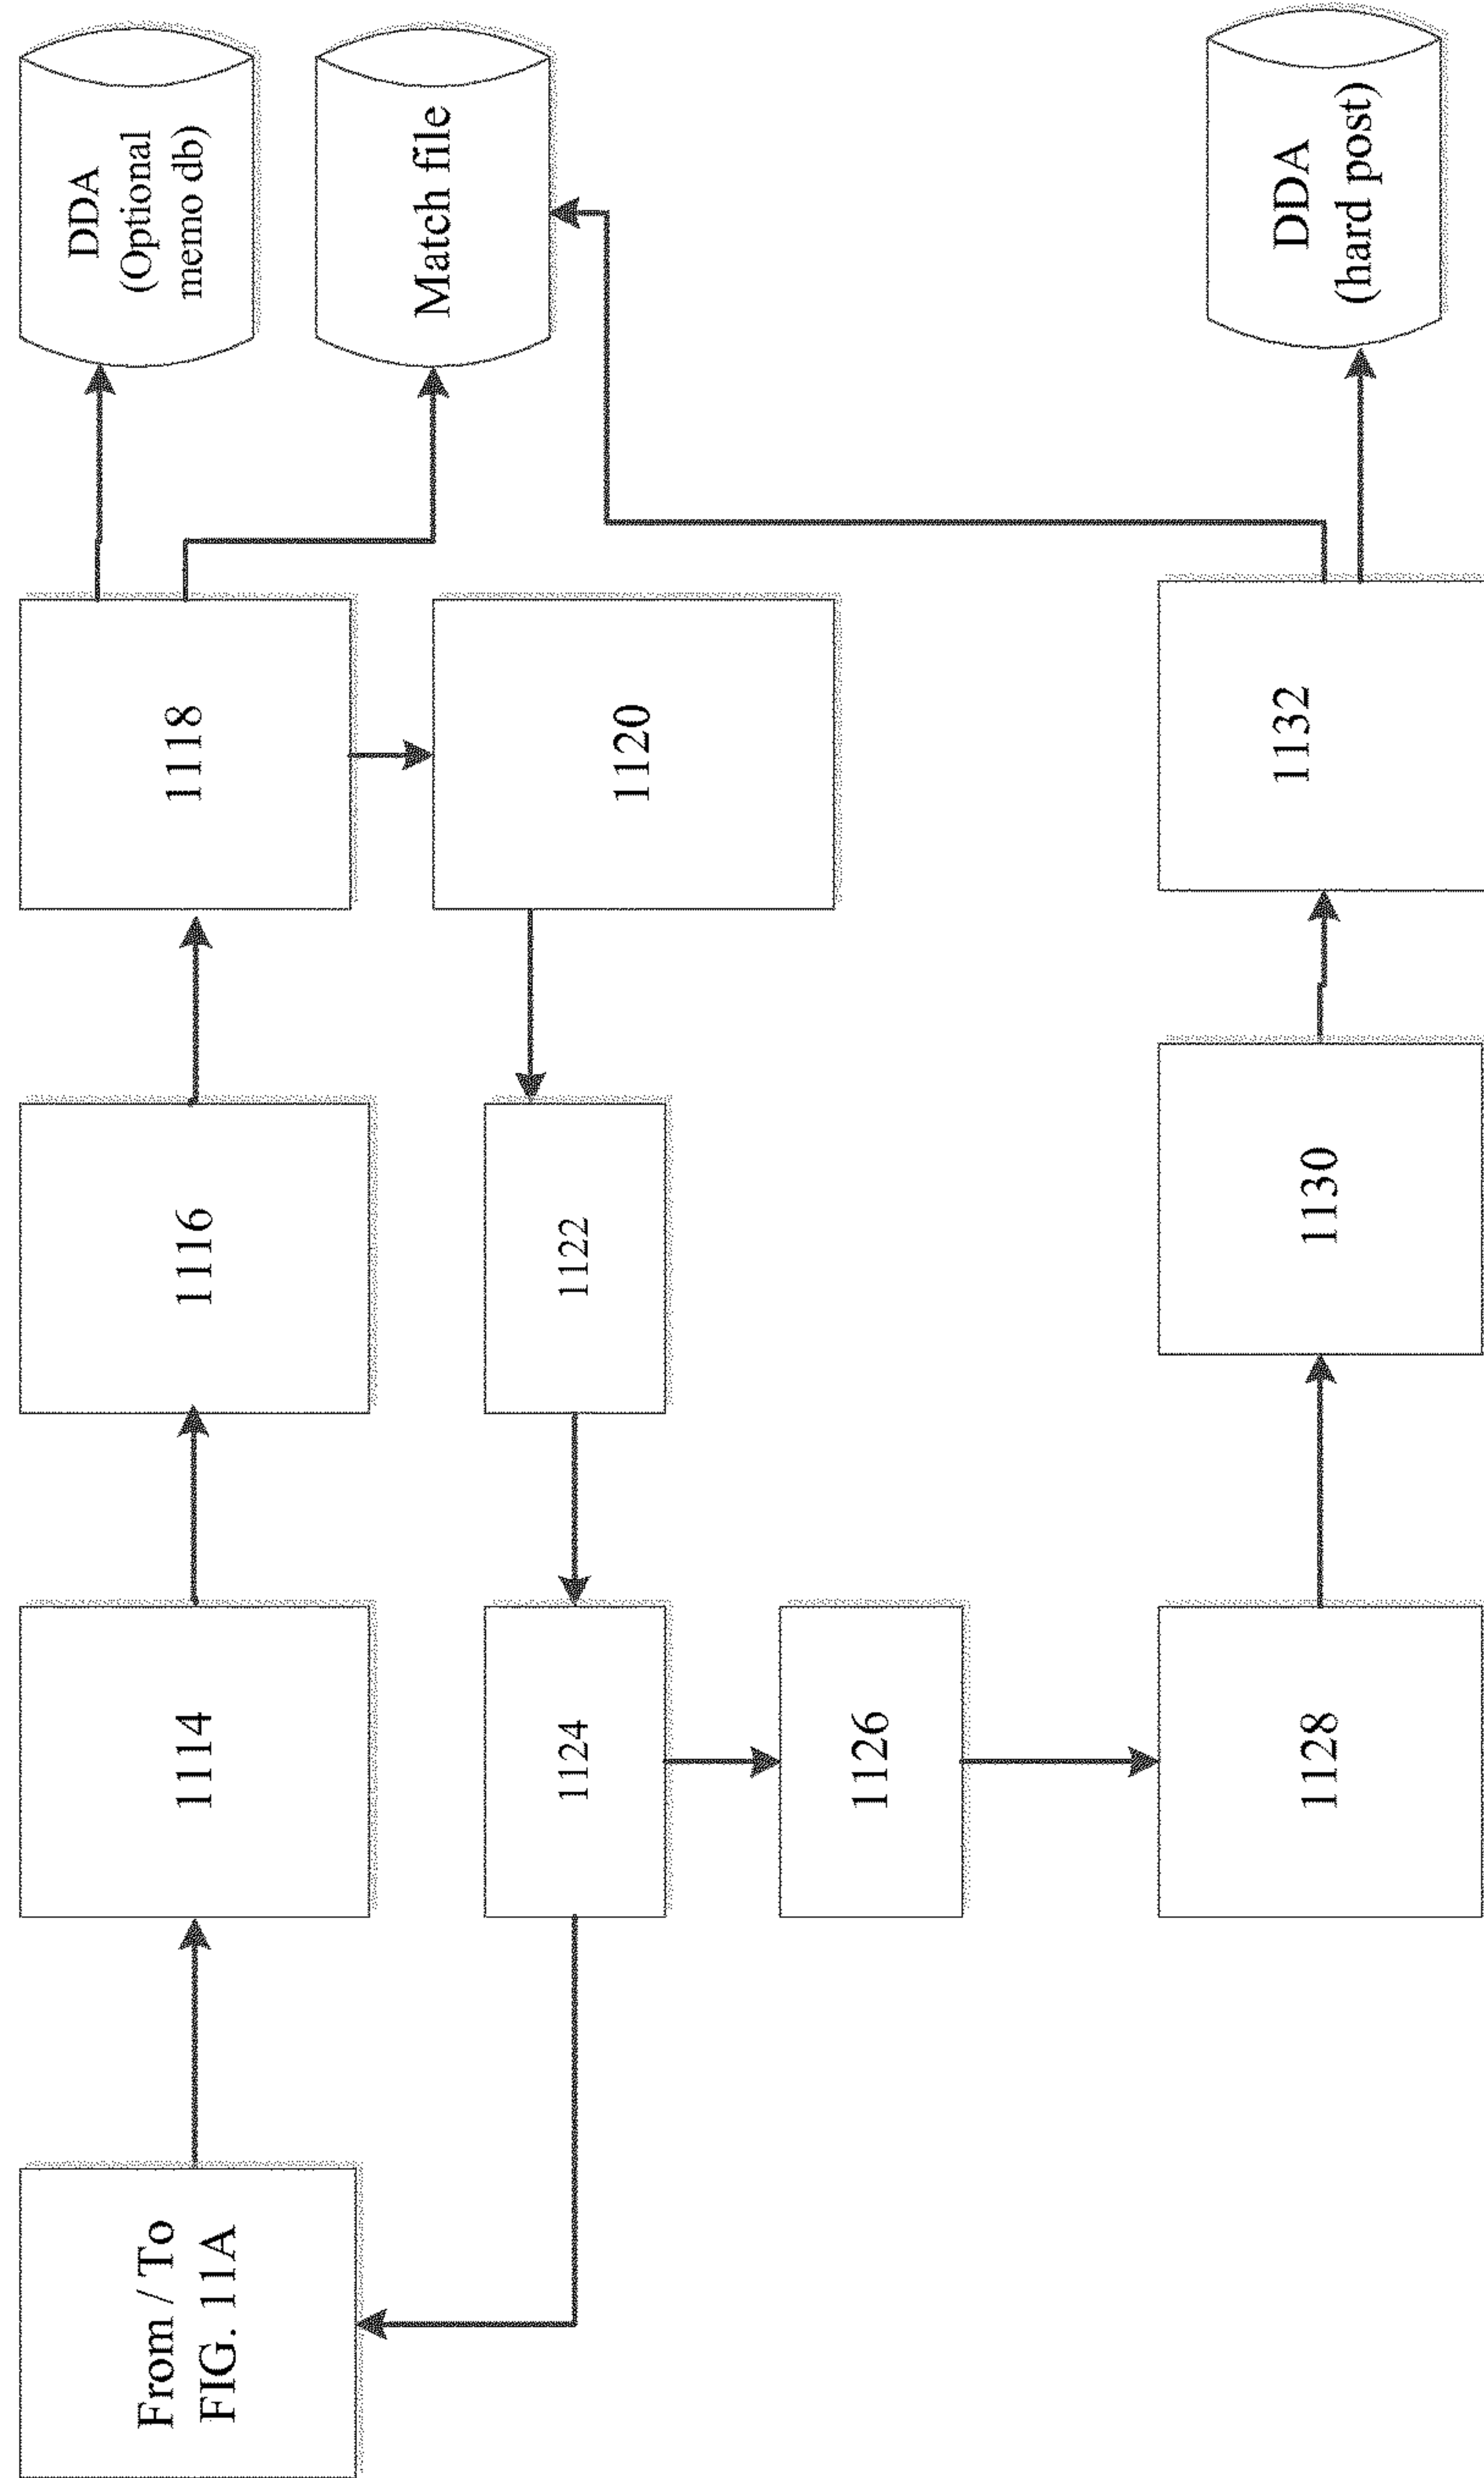 From / To
FIG. 11A
1114
1116
1118
DDA
(Optional
memo db)
Match file
1124
1122
1120
1126
1128
1130
1132
DDA
(hard post)